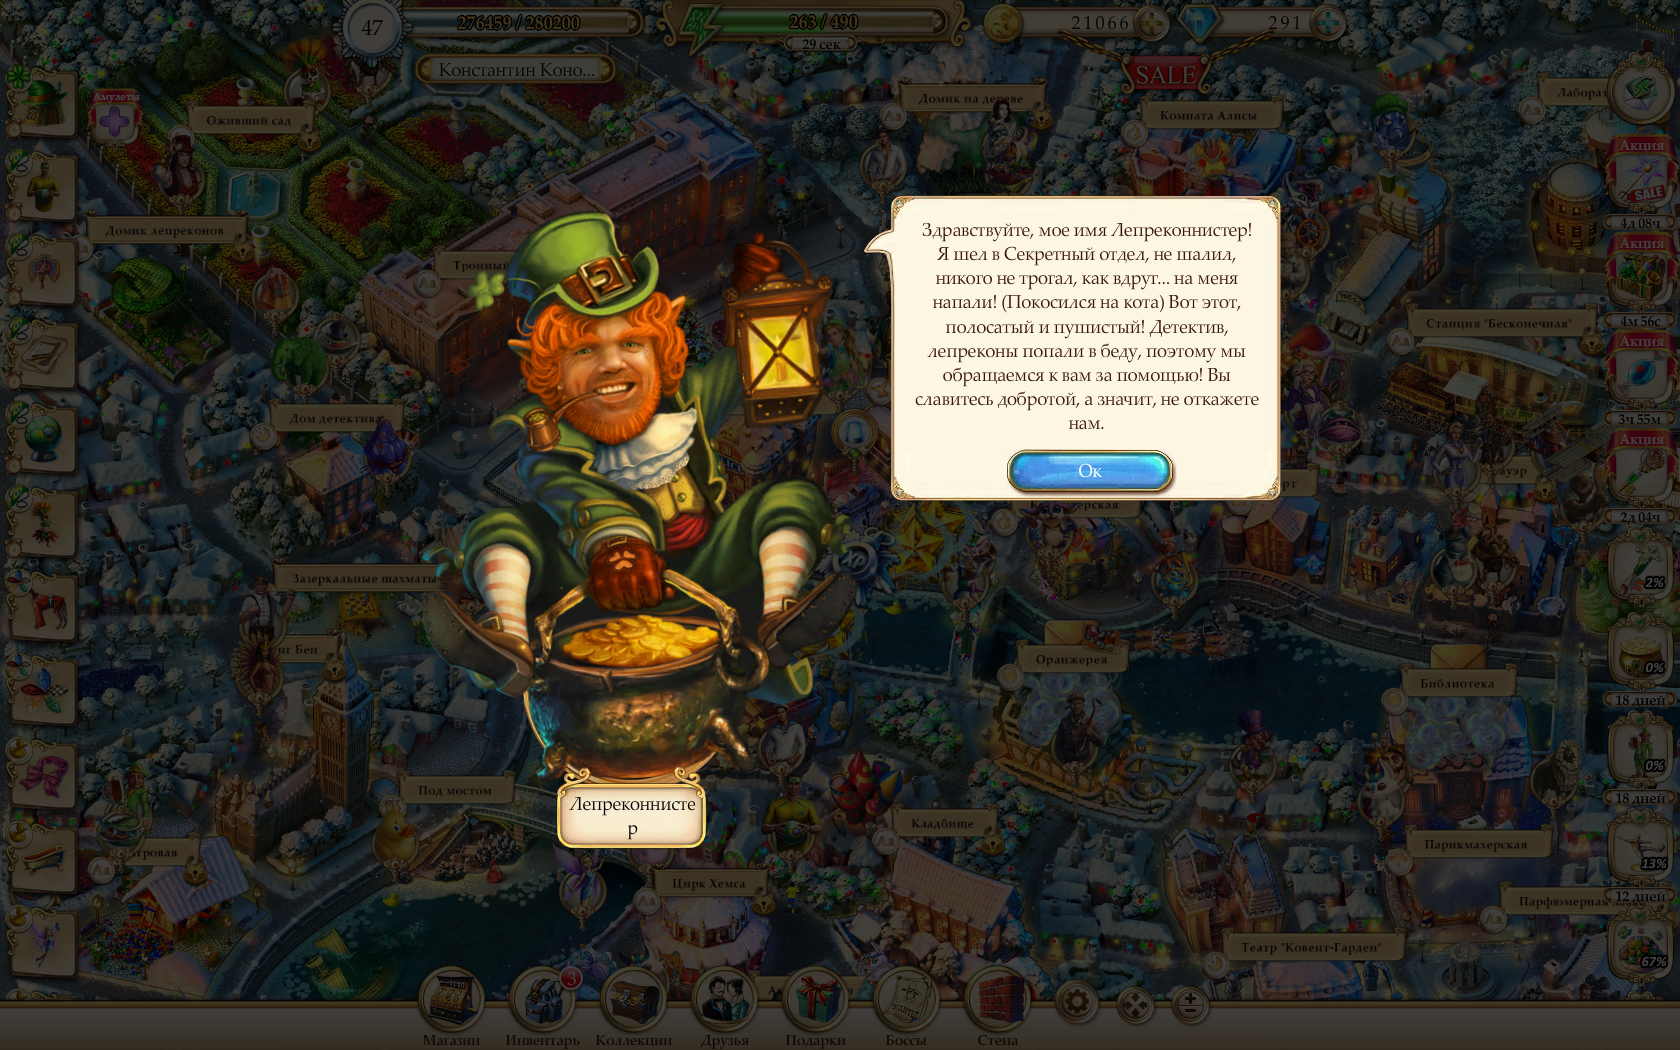 47
276459 / 280200
263 / 490
29 сек
21066
291
Константин Коно...
SALE
Амулеты
Оживший сад
Домик на дереве
Комната Алисы
Акция
SALE
4д 08ч
Домик лепреконов
Акция
4м 56с
Станция "Бесконечная"
Акция
3ч 55м
Дом детектива
Акция
2д 04ч
Здравствуйте, мое имя Лепреконнистер!
Я шел в Секретный отдел, не шалил,
никого не трогал, как вдруг... на меня
напали! (Покосился на кота) Вот этот,
полосатый и пушистый! Детектив,
лепреконы попали в беду, поэтому мы
обращаемся к вам за помощью! Вы
славитесь добротой, а значит, не откажете
нам.
Ок
Зазеркальные шахматы
2%
Оранжерея
0%
Библиотека
18 дней
0%
18 дней
Под мостом
Лепреконнисте
р
Кладбище
Парикмахерская
13%
12 дней
Цирк Хемса
Парфюмерная
Театр "Ковент-Гарден"
67%
3
Магазин
Инвентарь
Коллекции
Друзья
Подарки
Боссы
Стена